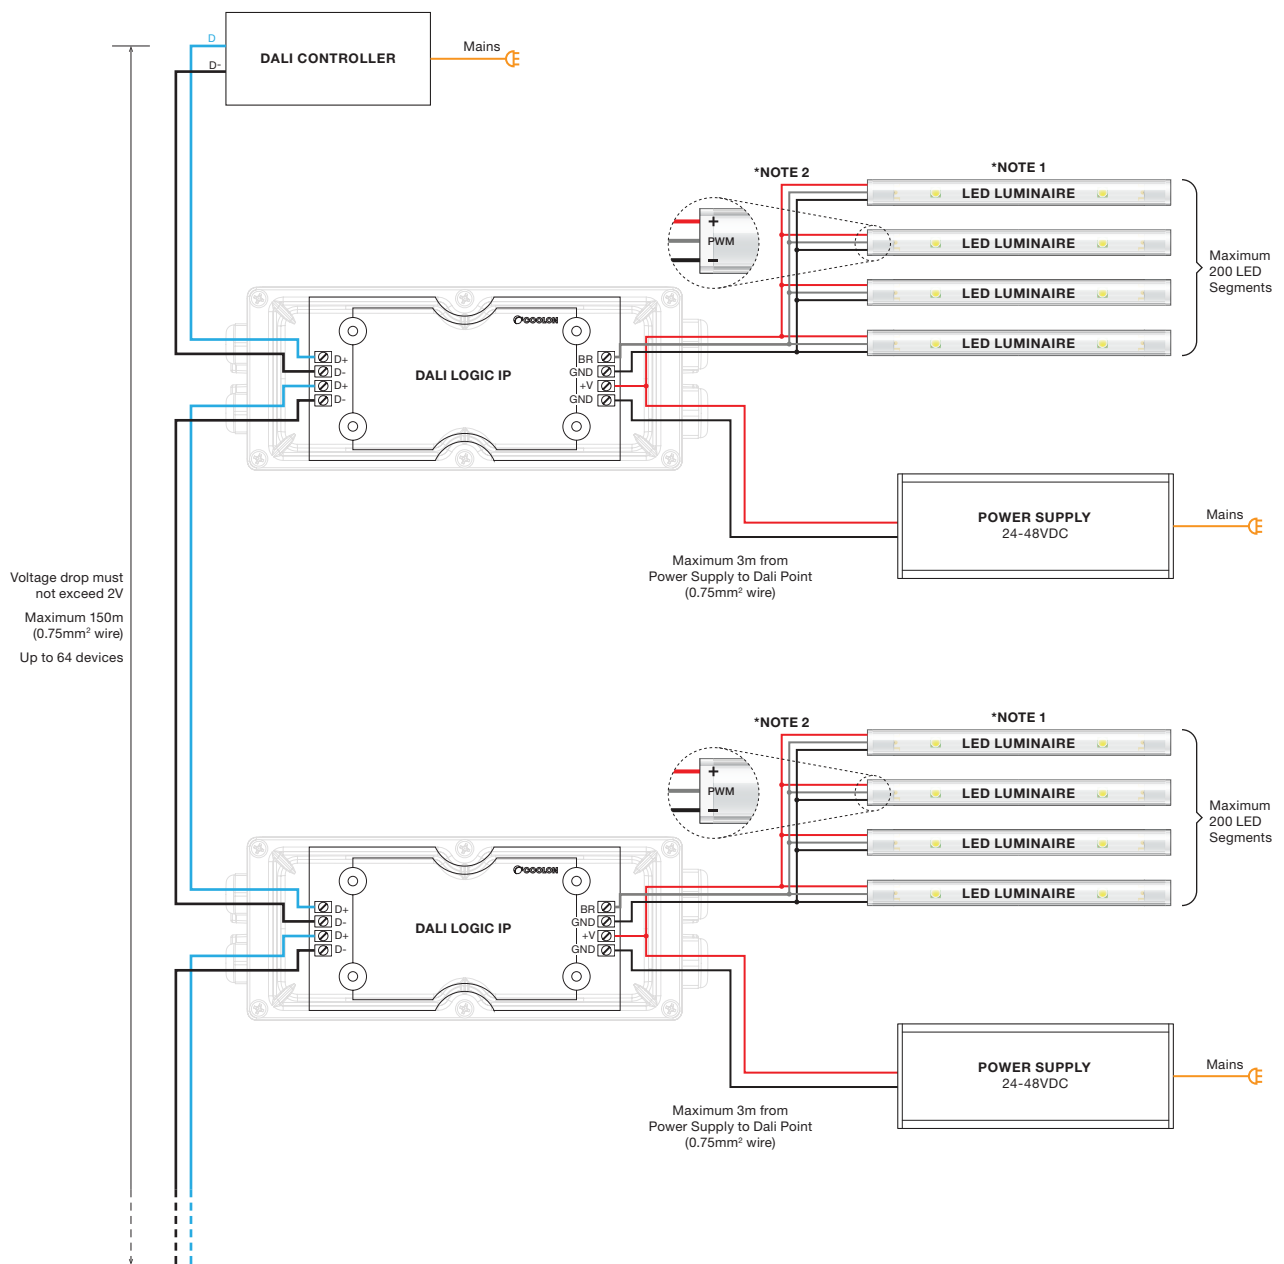 D
D-
DALI CONTROLLER
Mains
*NOTE 2
*NOTE 1
LED LUMINAIRE
LED LUMINAIRE
LED LUMINAIRE
LED LUMINAIRE
+
PWM
−
Maximum
200 LED
Segments
COOLON
DALI LOGIC IP
D+
D-
D+
D-
BR
GND
+V
GND
POWER SUPPLY
24-48VDC
Mains
Maximum 3m from
Power Supply to Dali Point
(0.75mm² wire)
Voltage drop must
not exceed 2V
Maximum 150m
(0.75mm² wire)
Up to 64 devices
*NOTE 2
*NOTE 1
LED LUMINAIRE
LED LUMINAIRE
LED LUMINAIRE
LED LUMINAIRE
+
PWM
−
Maximum
200 LED
Segments
COOLON
DALI LOGIC IP
D+
D-
D+
D-
BR
GND
+V
GND
POWER SUPPLY
24-48VDC
Mains
Maximum 3m from
Power Supply to Dali Point
(0.75mm² wire)